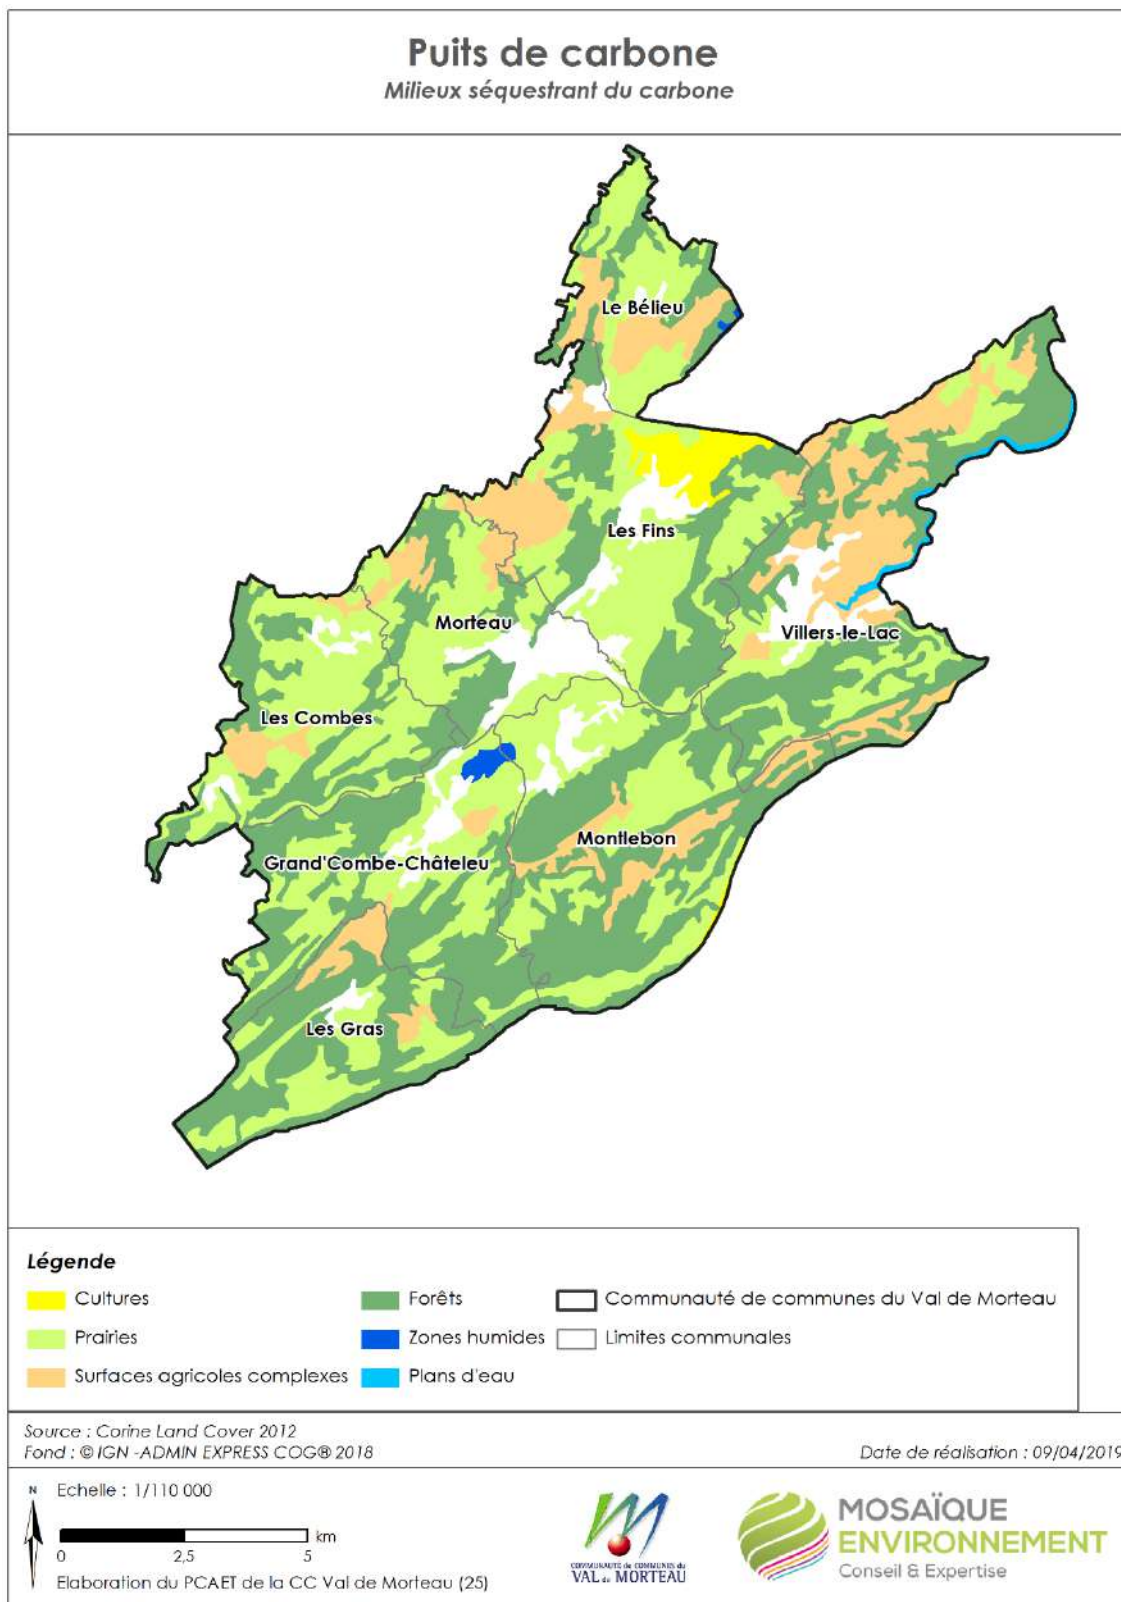 Puits de carbone
Milieux séquestrant du carbone
Le Bélieu
Les Fins
Morteau
Villers-le-Lac
Les Combes
Montlebon
Grand'Combe-Châteleu
Les Gras
Légende
Cultures
Forêts
Communauté de communes du Val de Morteau
Prairies
Zones humides
Limites communales
Surfaces agricoles complexes
Plans d'eau
Source : Corine Land Cover 2012
Fond : © IGN -ADMIN EXPRESS COG® 2018
Date de réalisation : 09/04/2019
N
Echelle : 1/110 000
km
0 2,5 5
Elaboration du PCAET de la CC Val de Morteau (25)
COMMUNAUTÉ de COMMUNES du
VAL de MORTEAU
MOSAÏQUE
ENVIRONNEMENT
Conseil & Expertise